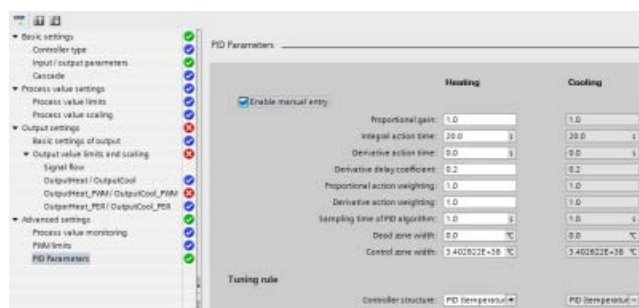 Basic settings
Controller type
Input / output parameters
Cascade
Process value settings
Process value limits
Process value scaling
Output settings
Basic settings of output
Output value limits and scaling
Signal flow
OutputHeat / OutputCool
OutputHeat_PWM / OutputCool_PWM
OutputHeat_PER / OutputCool_PER
Advanced settings
Process value monitoring
PWM limits
PID Parameters
PID Parameters
Heating Cooling
Enable manual entry
Proportional gain: 1.0 1.0
Integral action time: 20.0 s 20.0 s
Derivative action time: 0.0 s 0.0 s
Derivative delay coefficient: 0.2 0.2
Proportional action weighting: 1.0 1.0
Derivative action weighting: 1.0 1.0
Sampling time of PID algorithm: 1.0 s 1.0 s
Dead zone width: 0.0 °C 0.0 °C
Control zone width: 3.402822E+38 °C 3.402822E+38 °C
Tuning rule
Controller structure: PID (temperatur PID (temperatur